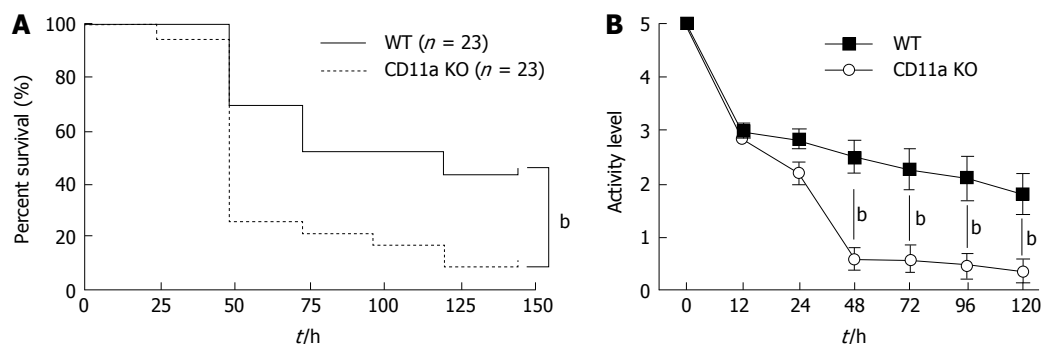 A
100
80
60
40
20
0
Percent survival (%)
WT (n = 23)
CD11a KO (n = 23)
b
0 25 50 75 100 125 150
t/h
B
5
4
3
2
1
0
Activity level
WT
CD11a KO
b b b b
0 12 24 48 72 96 120
t/h